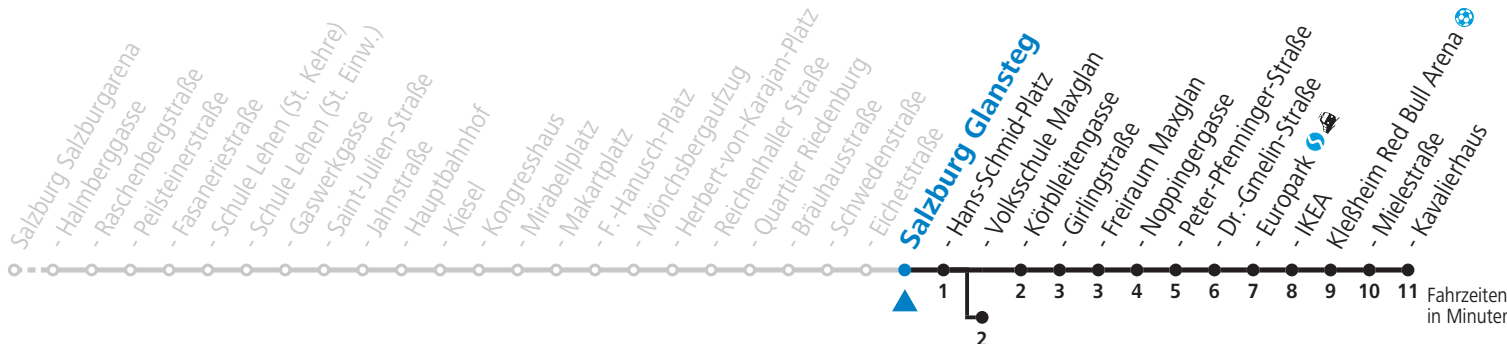 Salzburg Salzburgarena
- Halmberggasse
- Raschenbergstraße
- Peilsteinerstraße
- Fasaneriestraße
Schule Lehen (St. Kehre)
Schule Lehen (St. Einw.)
- Gaswerkgasse
- Saint-Julien-Straße
- Jahnstraße
- Hauptbahnhof
- Kiesel
- Kongresshaus
- Mirabellplatz
- Makartplatz
- F.-Hanusch-Platz
- Mönchsbergaufzug
- Herbert-von-Karajan-Platz
- Reichenhaller Straße
- Quartier Riedenburg
- Bräuhausstraße
- Schwedenstraße
- Eichetstraße
Salzburg Glansteg
- Hans-Schmid-Platz
- Volksschule Maxglan
- Körblleitengasse
- Girlingstraße
- Freiraum Maxglan
- Noppingergasse
- Peter-Pfenninger-Straße
- Dr.-Gmelin-Straße
- Europark
- IKEA
Kleßheim Red Bull Arena
- Mielestraße
- Kavalierhaus
1 2 3 3 4 5 6 7 8 9 10 11
2
Fahrzeiten
in Minuten